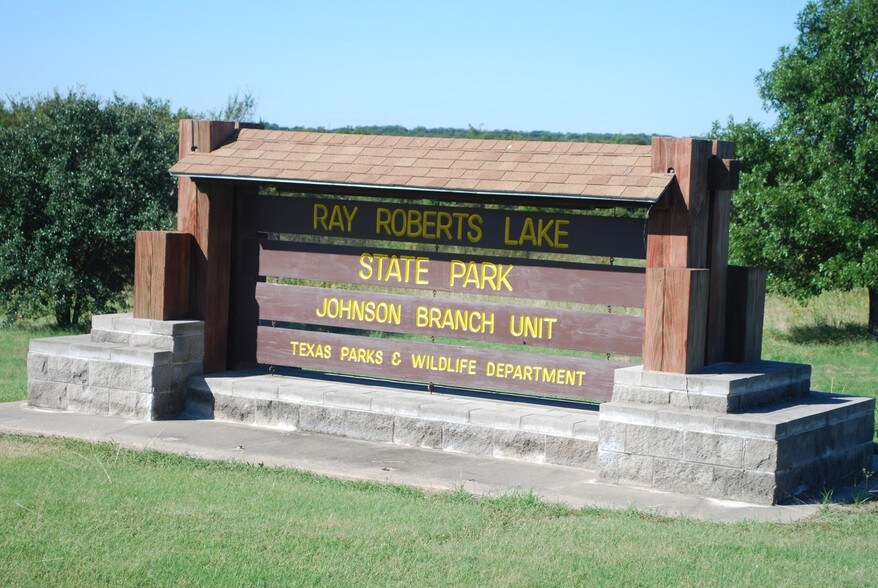 RAY ROBERTS LAKE
STATE PARK
JOHNSON BRANCH UNIT
TEXAS PARKS & WILDLIFE DEPARTMENT